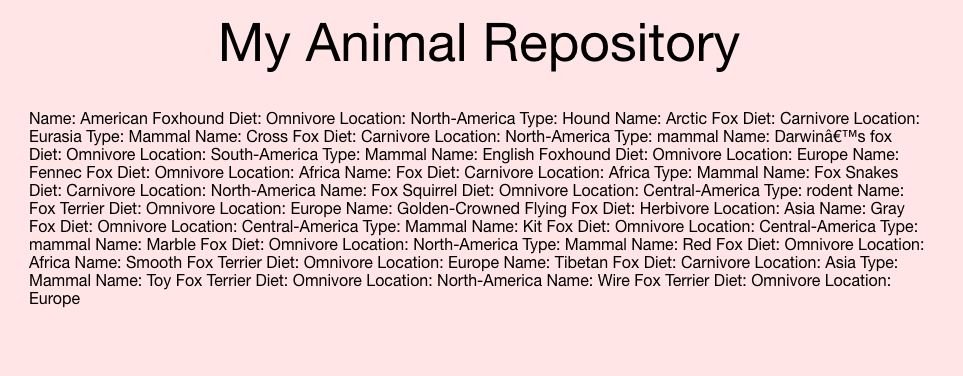 My Animal Repository
Name: American Foxhound Diet: Omnivore Location: North-America Type: Hound Name: Arctic Fox Diet: Carnivore Location:
Eurasia Type: Mammal Name: Cross Fox Diet: Carnivore Location: North-America Type: mammal Name: Darwinâ€™s fox
Diet: Omnivore Location: South-America Type: Mammal Name: English Foxhound Diet: Omnivore Location: Europe Name:
Fennec Fox Diet: Omnivore Location: Africa Name: Fox Diet: Carnivore Location: Africa Type: Mammal Name: Fox Snakes
Diet: Carnivore Location: North-America Name: Fox Squirrel Diet: Omnivore Location: Central-America Type: rodent Name:
Fox Terrier Diet: Omnivore Location: Europe Name: Golden-Crowned Flying Fox Diet: Herbivore Location: Asia Name: Gray
Fox Diet: Omnivore Location: Central-America Type: Mammal Name: Kit Fox Diet: Omnivore Location: Central-America Type:
mammal Name: Marble Fox Diet: Omnivore Location: North-America Type: Mammal Name: Red Fox Diet: Omnivore Location:
Africa Name: Smooth Fox Terrier Diet: Omnivore Location: Europe Name: Tibetan Fox Diet: Carnivore Location: Asia Type:
Mammal Name: Toy Fox Terrier Diet: Omnivore Location: North-America Name: Wire Fox Terrier Diet: Omnivore Location:
Europe